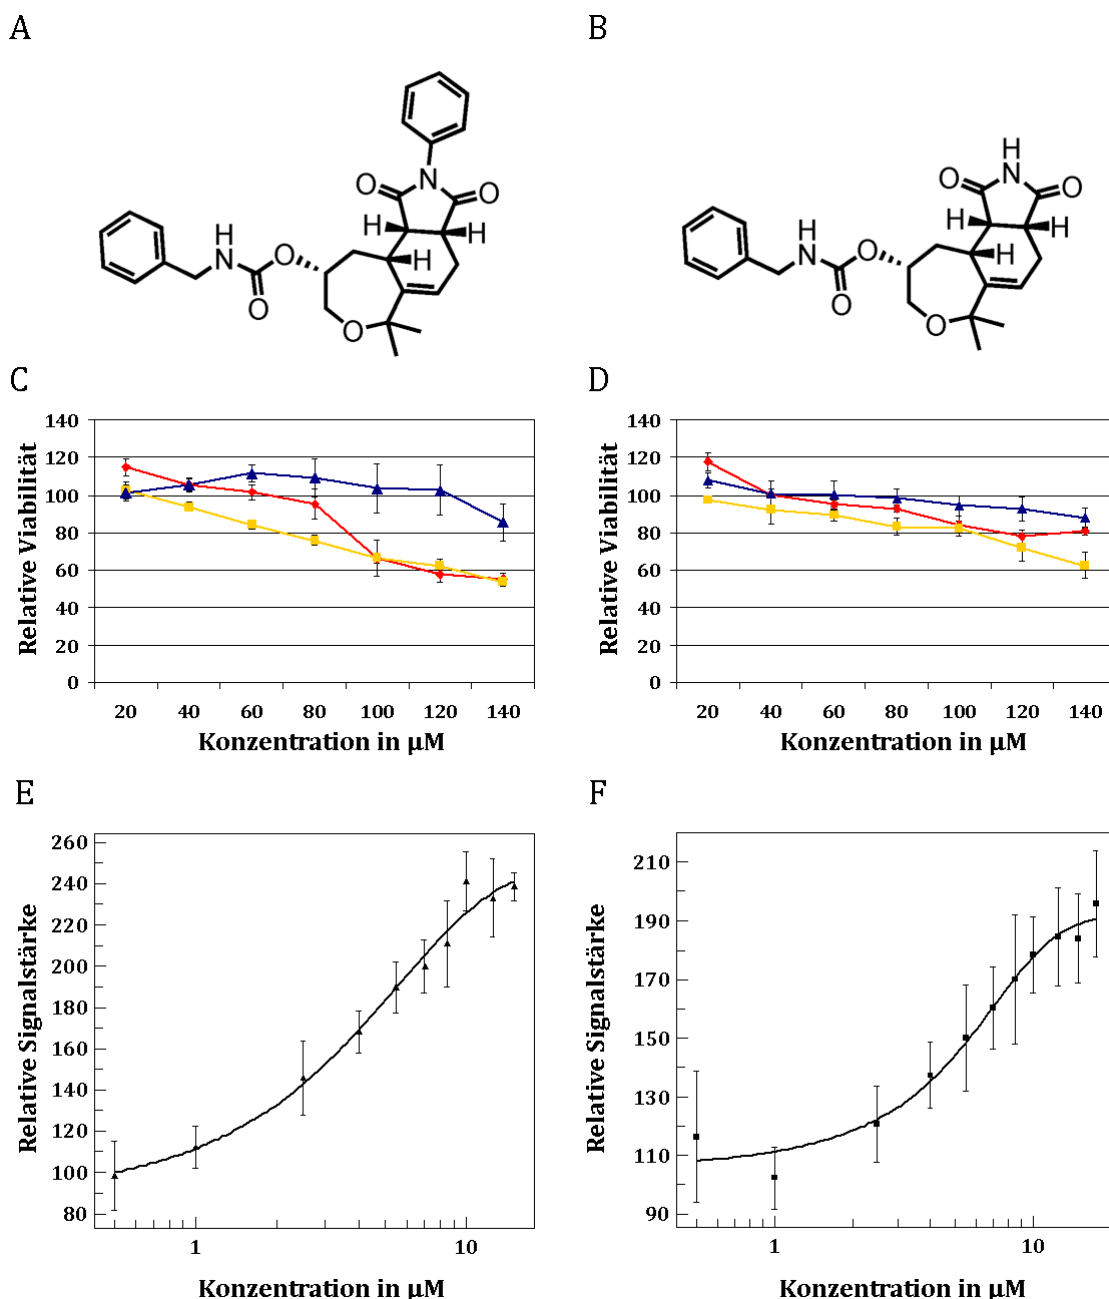 A
B
N
O
O
H
H
H
H
N
O
O
O
H
N
O
O
H
H
H
H
N
O
O
O
C
D
Relative Viabilität
140
120
100
80
60
40
20
0
20 40 60 80 100 120 140
Konzentration in µM
Relative Viabilität
140
120
100
80
60
40
20
0
20 40 60 80 100 120 140
Konzentration in µM
E
F
Relative Signalstärke
260
240
220
200
180
160
140
120
100
80
1 10
Konzentration in µM
Relative Signalstärke
210
190
170
150
130
110
90
1 10
Konzentration in µM